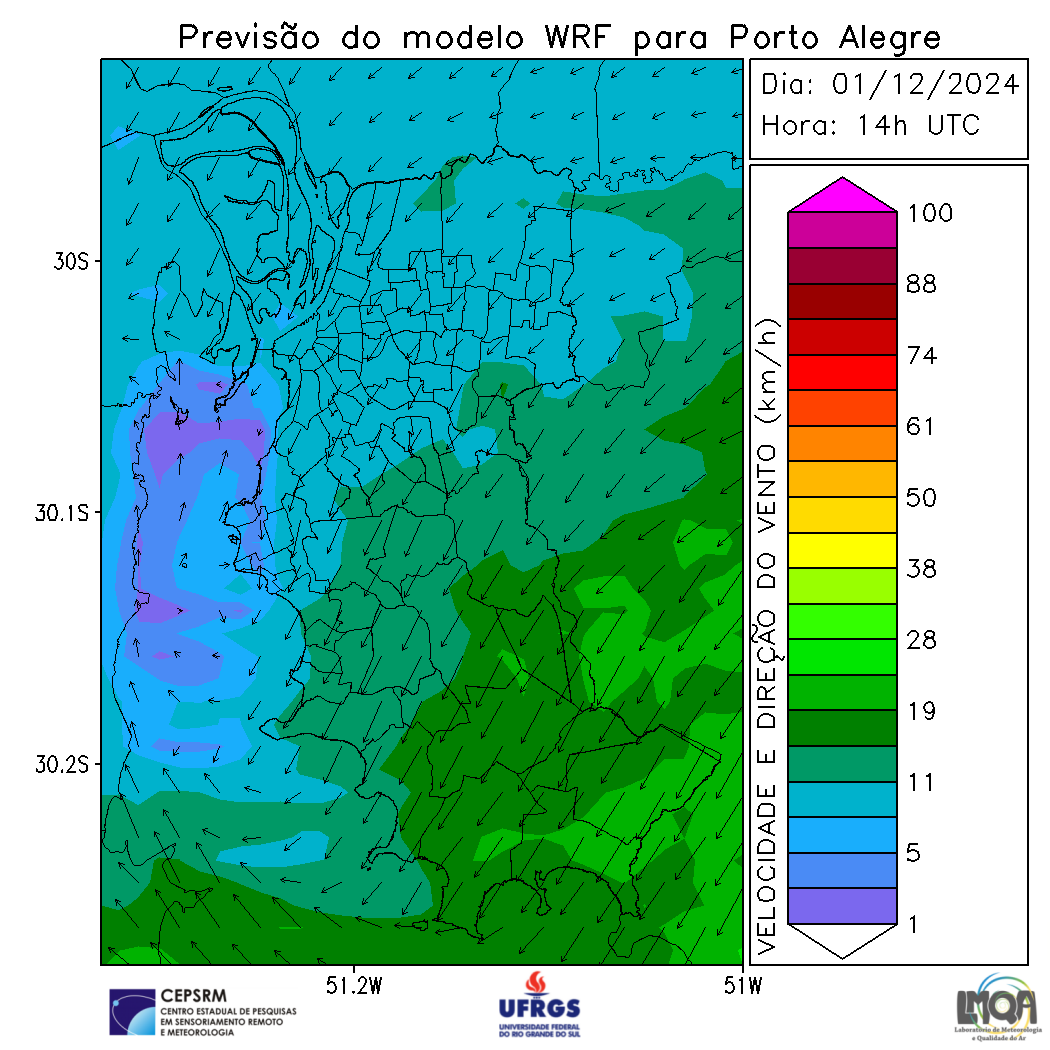 Previsão do modelo WRF para Porto Alegre
Dia: 01/12/2024
Hora: 14h UTC
30S
30.1S
30.2S
51.2W
51W
VELOCIDADE E DIREÇÃO DO VENTO (km/h)
100
88
74
61
50
38
28
19
11
5
1
CEPSRM
CENTRO ESTADUAL DE PESQUISAS
EM SENSORIAMENTO REMOTO
E METEOROLOGIA
UFRGS
UNIVERSIDADE FEDERAL
DO RIO GRANDE DO SUL
LMQA
Laboratório de Meteorologia
e Qualidade do Ar